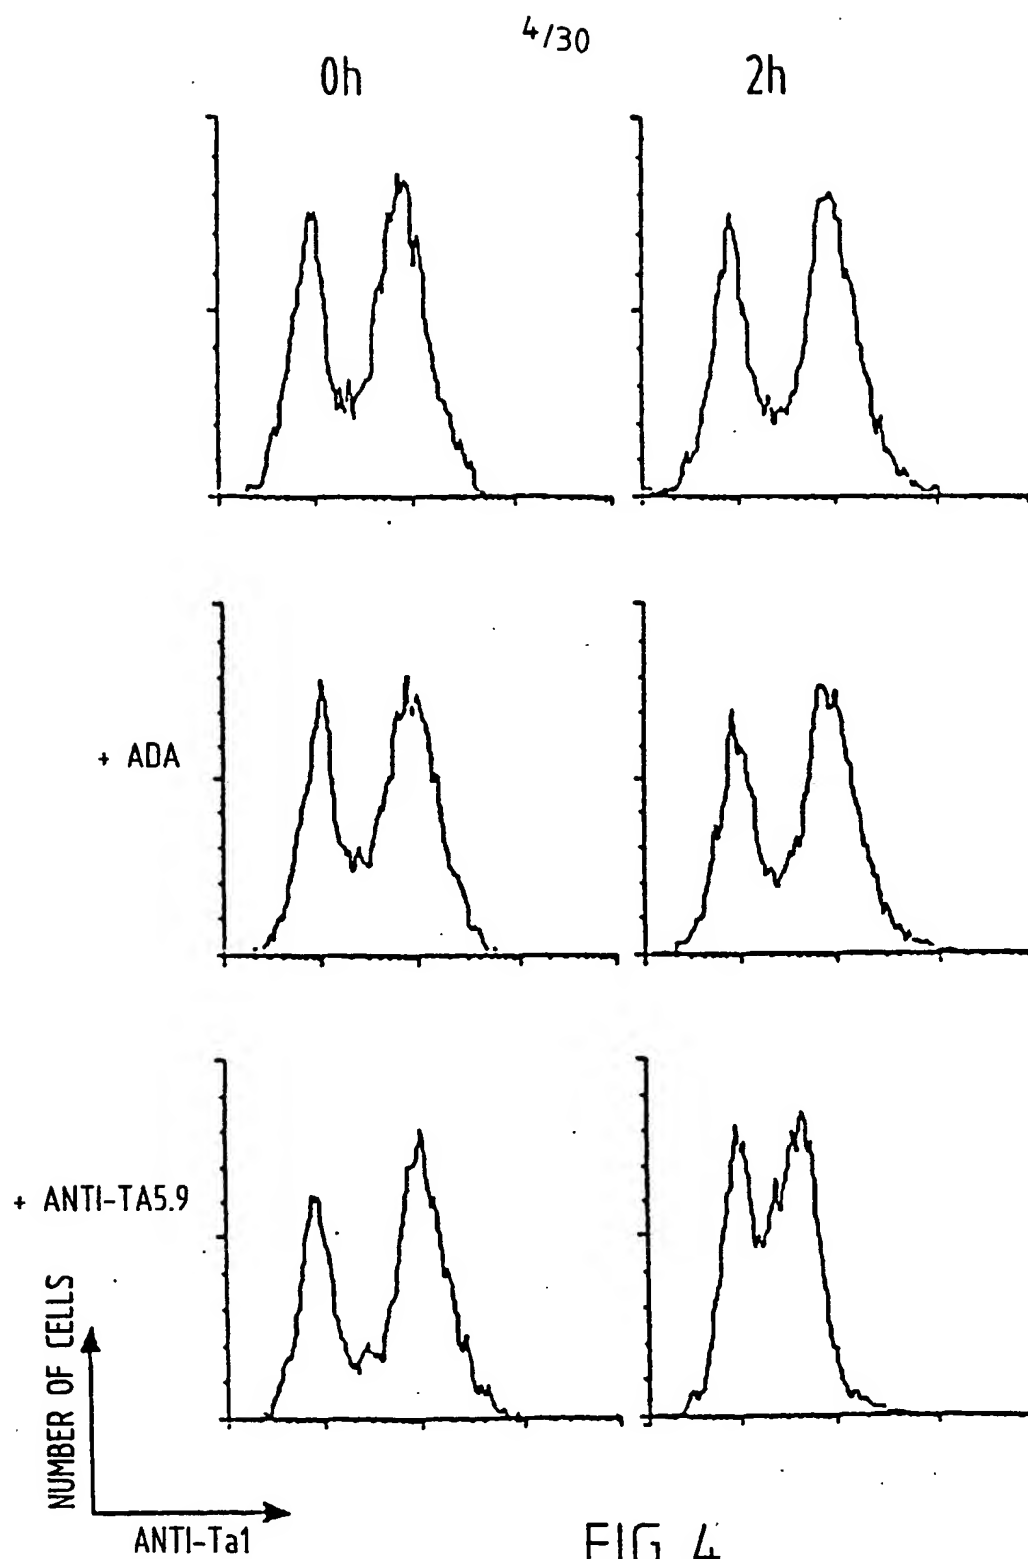 4/30
0h
2h
+ ADA
+ ANTI-TA5.9
NUMBER OF CELLS
ANTI-Ta1
FIG 4